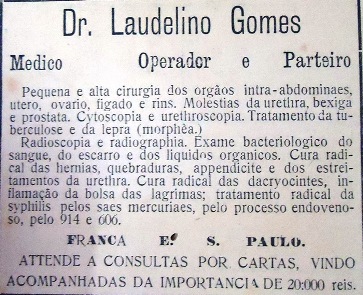 Dr. Laudelino Gomes
Medico Operador e Parteiro
Pequena e alta cirurgia dos orgãos intra-abdominaes,
utero, ovario, figado e rins. Molestias da urethra, bexiga
e prostata. Cytoscopia e urethroscopia. Tratamento da tu-
berculose e da lepra (morphêa.)
Radioscopia e radiographia. Exame bacteriologico do
sangue, do escarro e dos liquidos organicos. Cura radi-
cal das hernias, quebraduras, appendicite e dos estrei-
tamentos da urethra. Cura radical das dacryocintes, in-
flamação da bolsa das lagrimas; tratamento radical da
syphilis pelos saes mercuriaes, pelo processo endoveno-
so, pelo 914 e 606.
FRANCA Eº S. PAULO.
ATTENDE A CONSULTAS POR CARTAS, VINDO
ACOMPANHADAS DA IMPORTANCIA DE 20:000 reis.